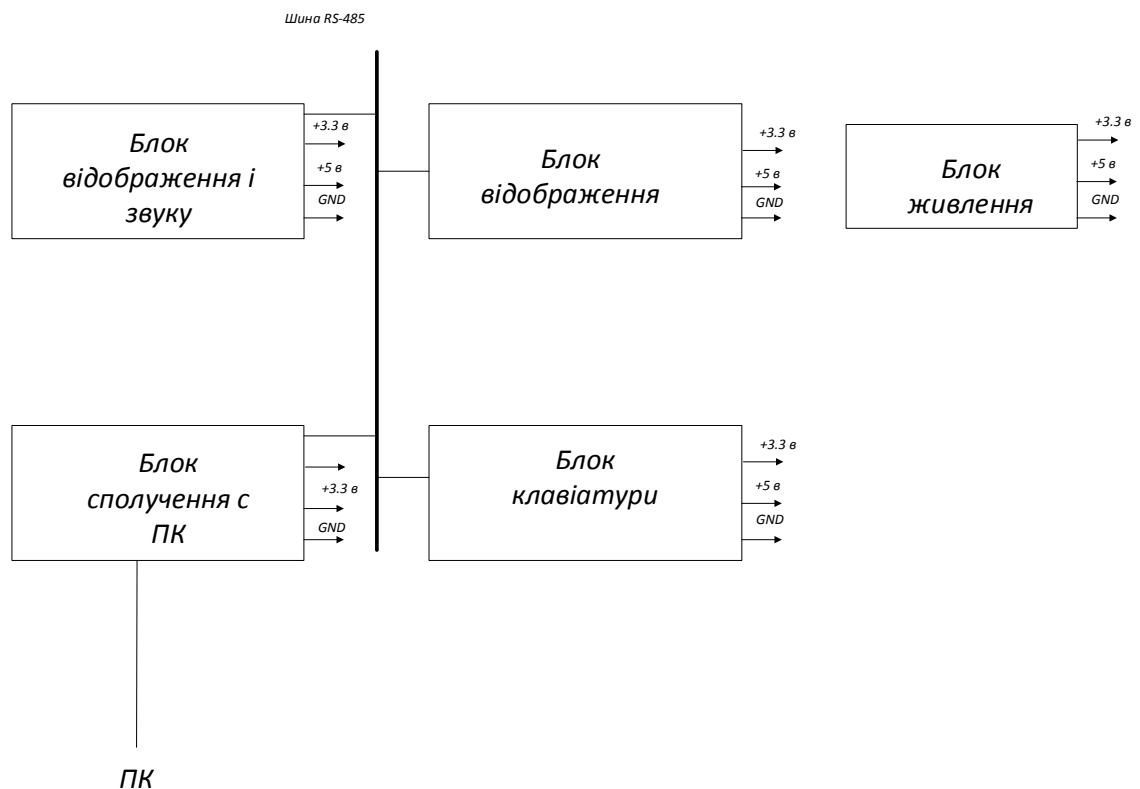 Шина RS-485
Блок
відображення і
звуку
+3.3 в
+5 в
GND
Блок
відображення
+3.3 в
+5 в
GND
Блок
живлення
+3.3 в
+5 в
GND
Блок
сполучення с
ПК
+3.3 в
GND
Блок
клавіатури
+3.3 в
+5 в
GND
ПК